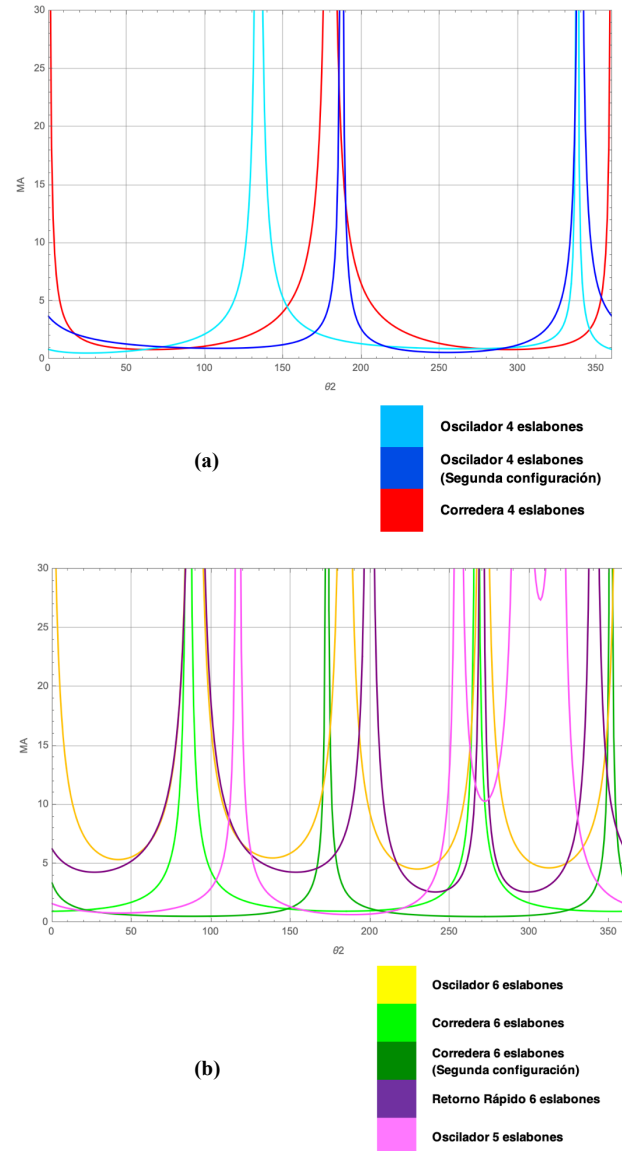 30
25
20
15
10
5
0
MA
0 50 100 150 200 250 300 350
θ2
Oscilador 4 eslabones
(a)
Oscilador 4 eslabones
(Segunda configuración)
Corredera 4 eslabones
30
25
20
15
10
5
0
MA
0 50 100 150 200 250 300 350
θ2
Oscilador 6 eslabones
Corredera 6 eslabones
(b)
Corredera 6 eslabones
(Segunda configuración)
Retorno Rápido 6 eslabones
Oscilador 5 eslabones